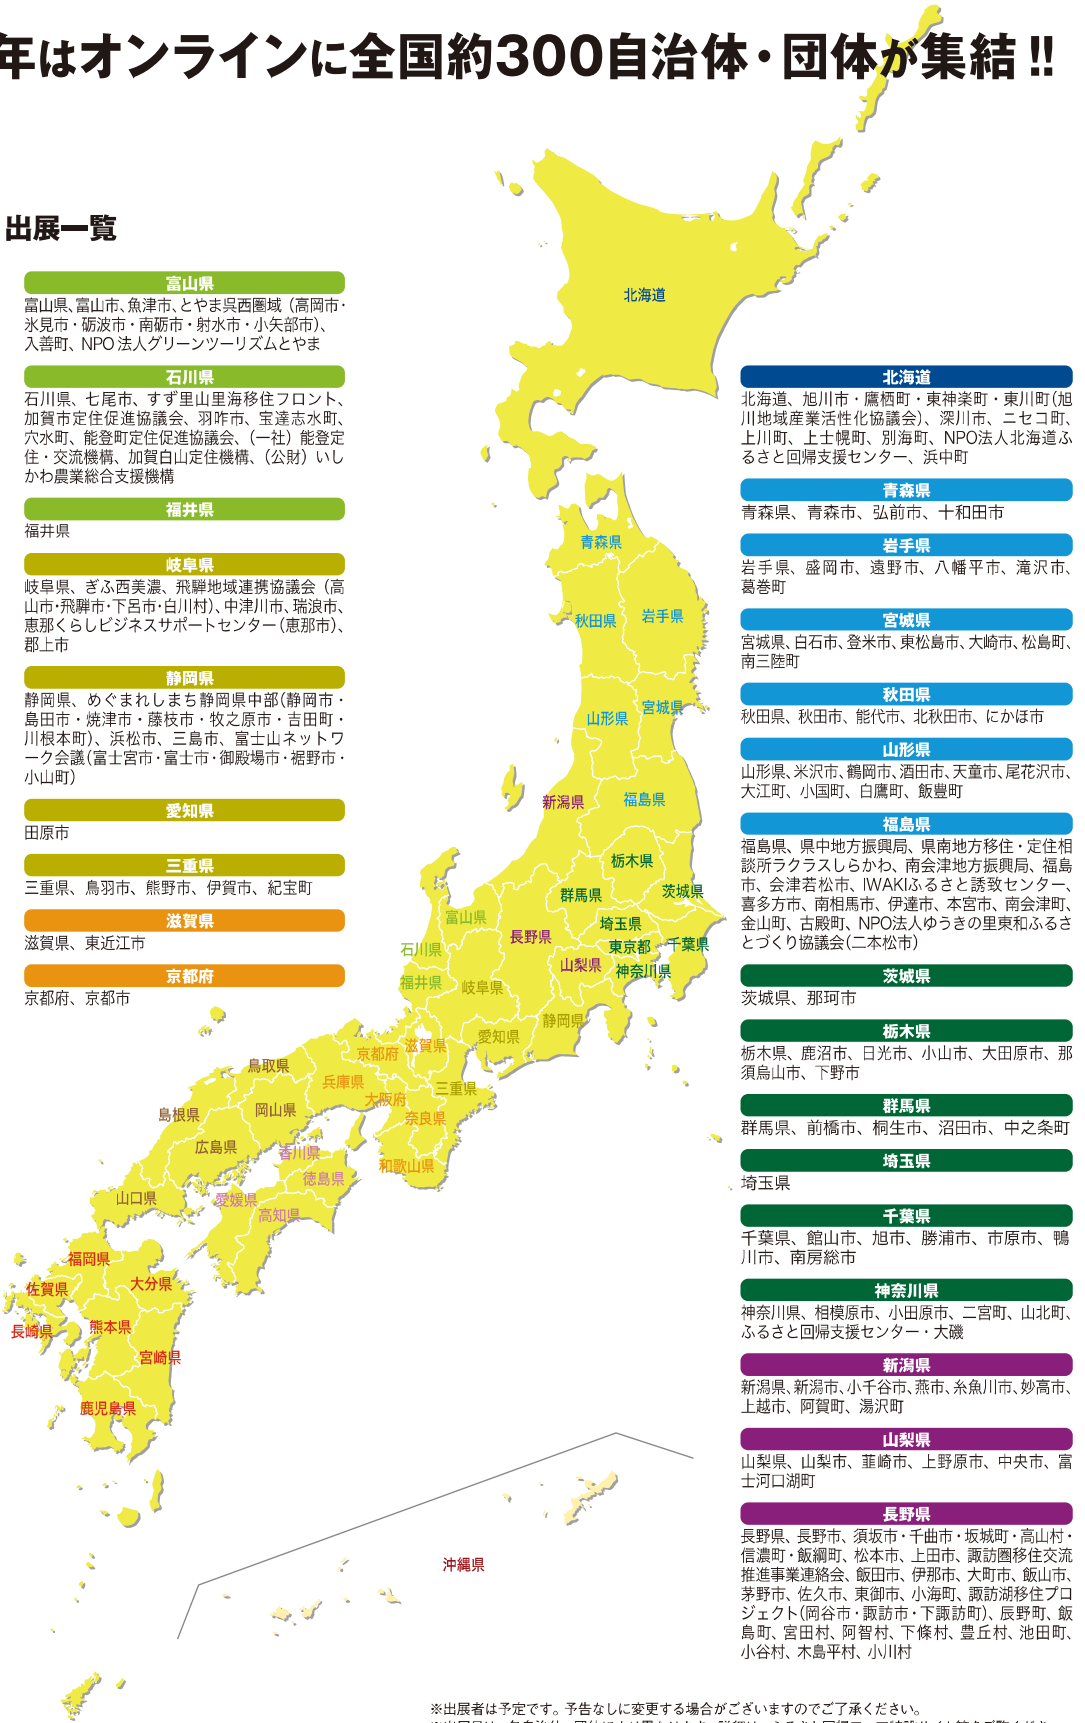 年はオンラインに全国約300自治体・団体が集結!!
出展一覧
富山県
富山県、富山市、魚津市、とやま呉西圏域（高岡市・
氷見市・砺波市・南砺市・射水市・小矢部市）、
入善町、NPO法人グリーンツーリズムとやま
石川県
石川県、七尾市、すず里山里海移住フロント、
加賀市定住促進協議会、羽咋市、宝達志水町、
穴水町、能登町定住促進協議会、（一社）能登定
住・交流機構、加賀白山定住機構、（公財）いし
かわ農業総合支援機構
福井県
福井県
岐阜県
岐阜県、ぎふ西美濃、飛騨地域連携協議会（高
山市・飛騨市・下呂市・白川村）、中津川市、瑞浪市、
恵那くらしビジネスサポートセンター（恵那市）、
郡上市
静岡県
静岡県、めぐまれしまち静岡県中部（静岡市・
島田市・焼津市・藤枝市・牧之原市・吉田町・
川根本町）、浜松市、三島市、富士山ネットワ
ーク会議（富士宮市・富士市・御殿場市・裾野市・
小山町）
愛知県
田原市
三重県
三重県、鳥羽市、熊野市、伊賀市、紀宝町
滋賀県
滋賀県、東近江市
京都府
京都府、京都市
北海道
青森県
秋田県
岩手県
山形県
宮城県
新潟県
福島県
栃木県
群馬県
茨城県
富山県
埼玉県
長野県
石川県
東京都
千葉県
山梨県
神奈川県
福井県
岐阜県
静岡県
愛知県
滋賀県
京都府
鳥取県
兵庫県
三重県
大阪府
岡山県
島根県
奈良県
広島県
香川県
和歌山県
徳島県
山口県
愛媛県
高知県
福岡県
大分県
佐賀県
熊本県
長崎県
宮崎県
鹿児島県
沖縄県
北海道
北海道、旭川市・鷹栖町・東神楽町・東川町（旭
川地域産業活性化協議会）、深川市、ニセコ町、
上川町、上士幌町、別海町、NPO法人北海道ふ
るさと回帰支援センター、浜中町
青森県
青森県、青森市、弘前市、十和田市
岩手県
岩手県、盛岡市、遠野市、八幡平市、滝沢市、
葛巻町
宮城県
宮城県、白石市、登米市、東松島市、大崎市、松島町、
南三陸町
秋田県
秋田県、秋田市、能代市、北秋田市、にかほ市
山形県
山形県、米沢市、鶴岡市、酒田市、天童市、尾花沢市、
大江町、小国町、白鷹町、飯豊町
福島県
福島県、県中地方振興局、県南地方移住・定住相
談所ラクラスしらかわ、南会津地方振興局、福島
市、会津若松市、IWAKIふるさと誘致センター、
喜多方市、南相馬市、伊達市、本宮市、南会津町、
金山町、古殿町、NPO法人ゆうきの里東和ふるさ
とづくり協議会（二本松市）
茨城県
茨城県、那珂市
栃木県
栃木県、鹿沼市、日光市、小山市、大田原市、那
須烏山市、下野市
群馬県
群馬県、前橋市、桐生市、沼田市、中之条町
埼玉県
埼玉県
千葉県
千葉県、館山市、旭市、勝浦市、市原市、鴨
川市、南房総市
神奈川県
神奈川県、相模原市、小田原市、二宮町、山北町、
ふるさと回帰支援センター・大磯
新潟県
新潟県、新潟市、小千谷市、燕市、糸魚川市、妙高市、
上越市、阿賀町、湯沢町
山梨県
山梨県、山梨市、韮崎市、上野原市、中央市、富
士河口湖町
長野県
長野県、長野市、須坂市・千曲市・坂城町・高山村・
信濃町・飯綱町、松本市、上田市、諏訪圏移住交流
推進事業連絡会、飯田市、伊那市、大町市、飯山市、
茅野市、佐久市、東御市、小海町、諏訪湖移住プロ
ジェクト（岡谷市・諏訪市・下諏訪町）、辰野町、飯
島町、宮田村、阿智村、下條村、豊丘村、池田町、
小谷村、木島平村、小川村
※出展者は予定です。予告なしに変更する場合がございますのでご了承ください。